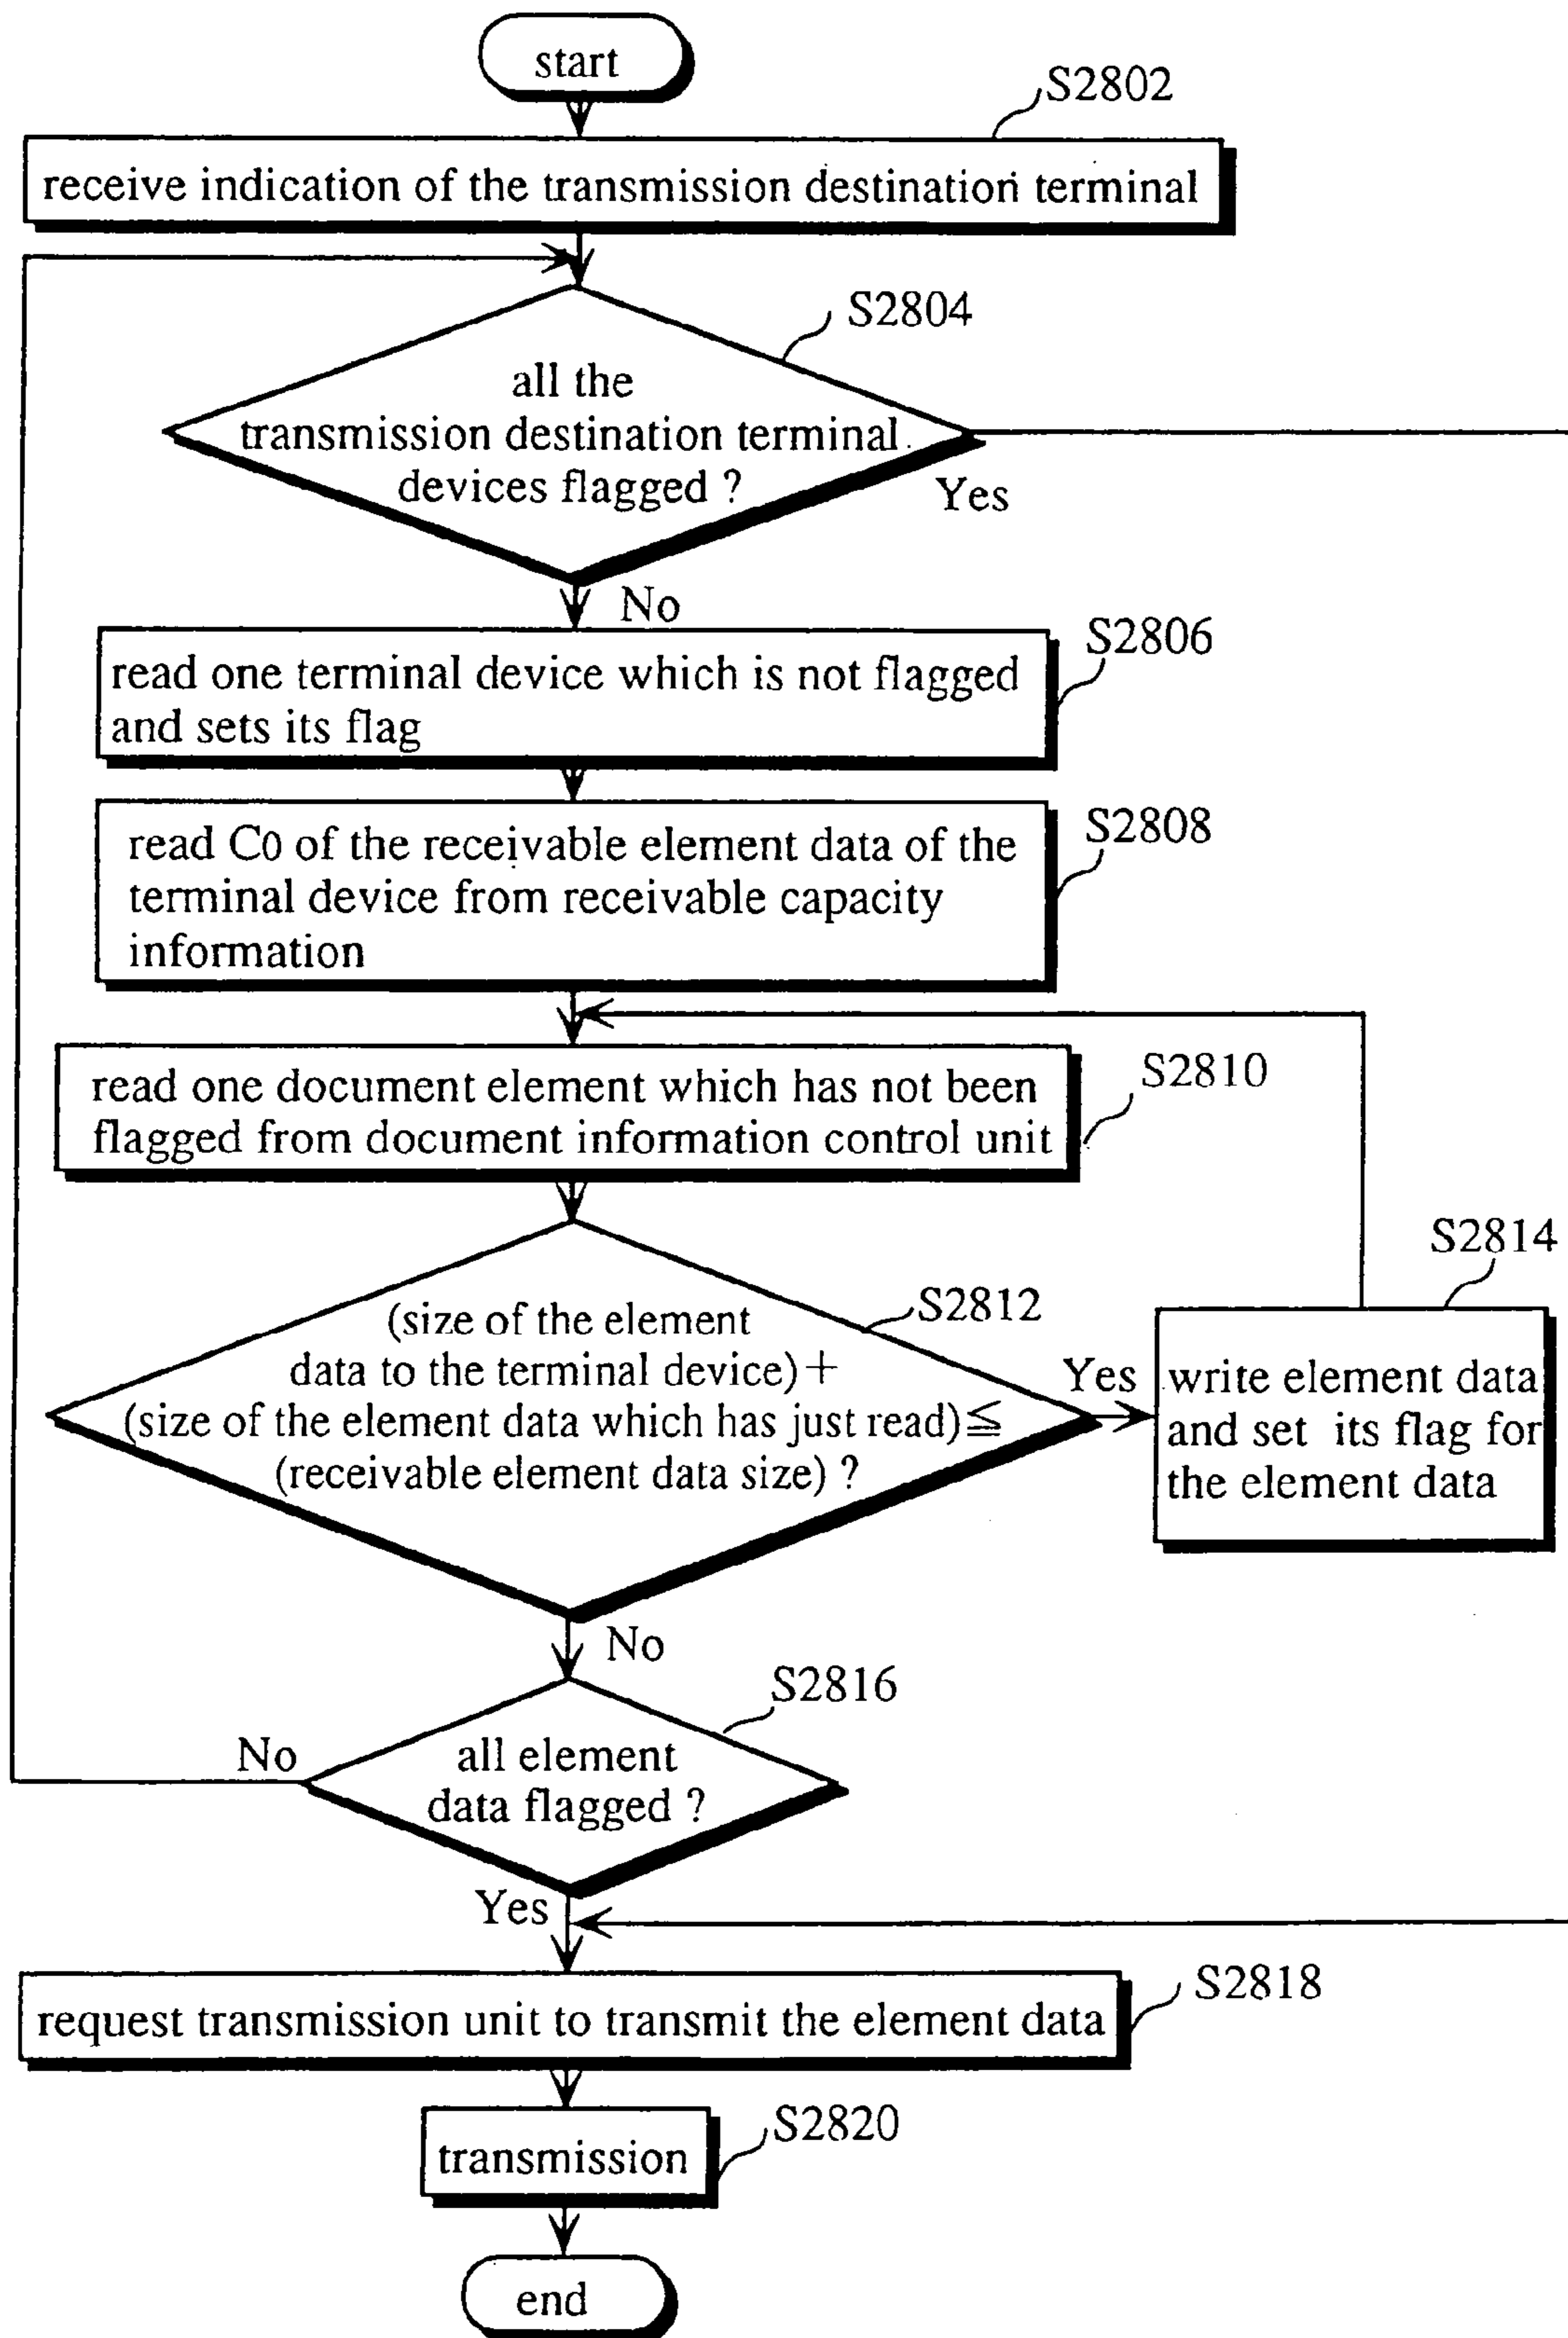 start
S2802
receive indication of the transmission destination terminal
S2804
all the
transmission destination terminal
devices flagged ?
Yes
No
S2806
read one terminal device which is not flagged
and sets its flag
S2808
read C0 of the receivable element data of the
terminal device from receivable capacity
information
S2810
read one document element which has not been
flagged from document information control unit
S2812
(size of the element
data to the terminal device)+
(size of the element data which has just read)≦
(receivable element data size) ?
Yes
S2814
write element data
and set its flag for
the element data
No
S2816
No
all element
data flagged ?
Yes
S2818
request transmission unit to transmit the element data
S2820
transmission
end